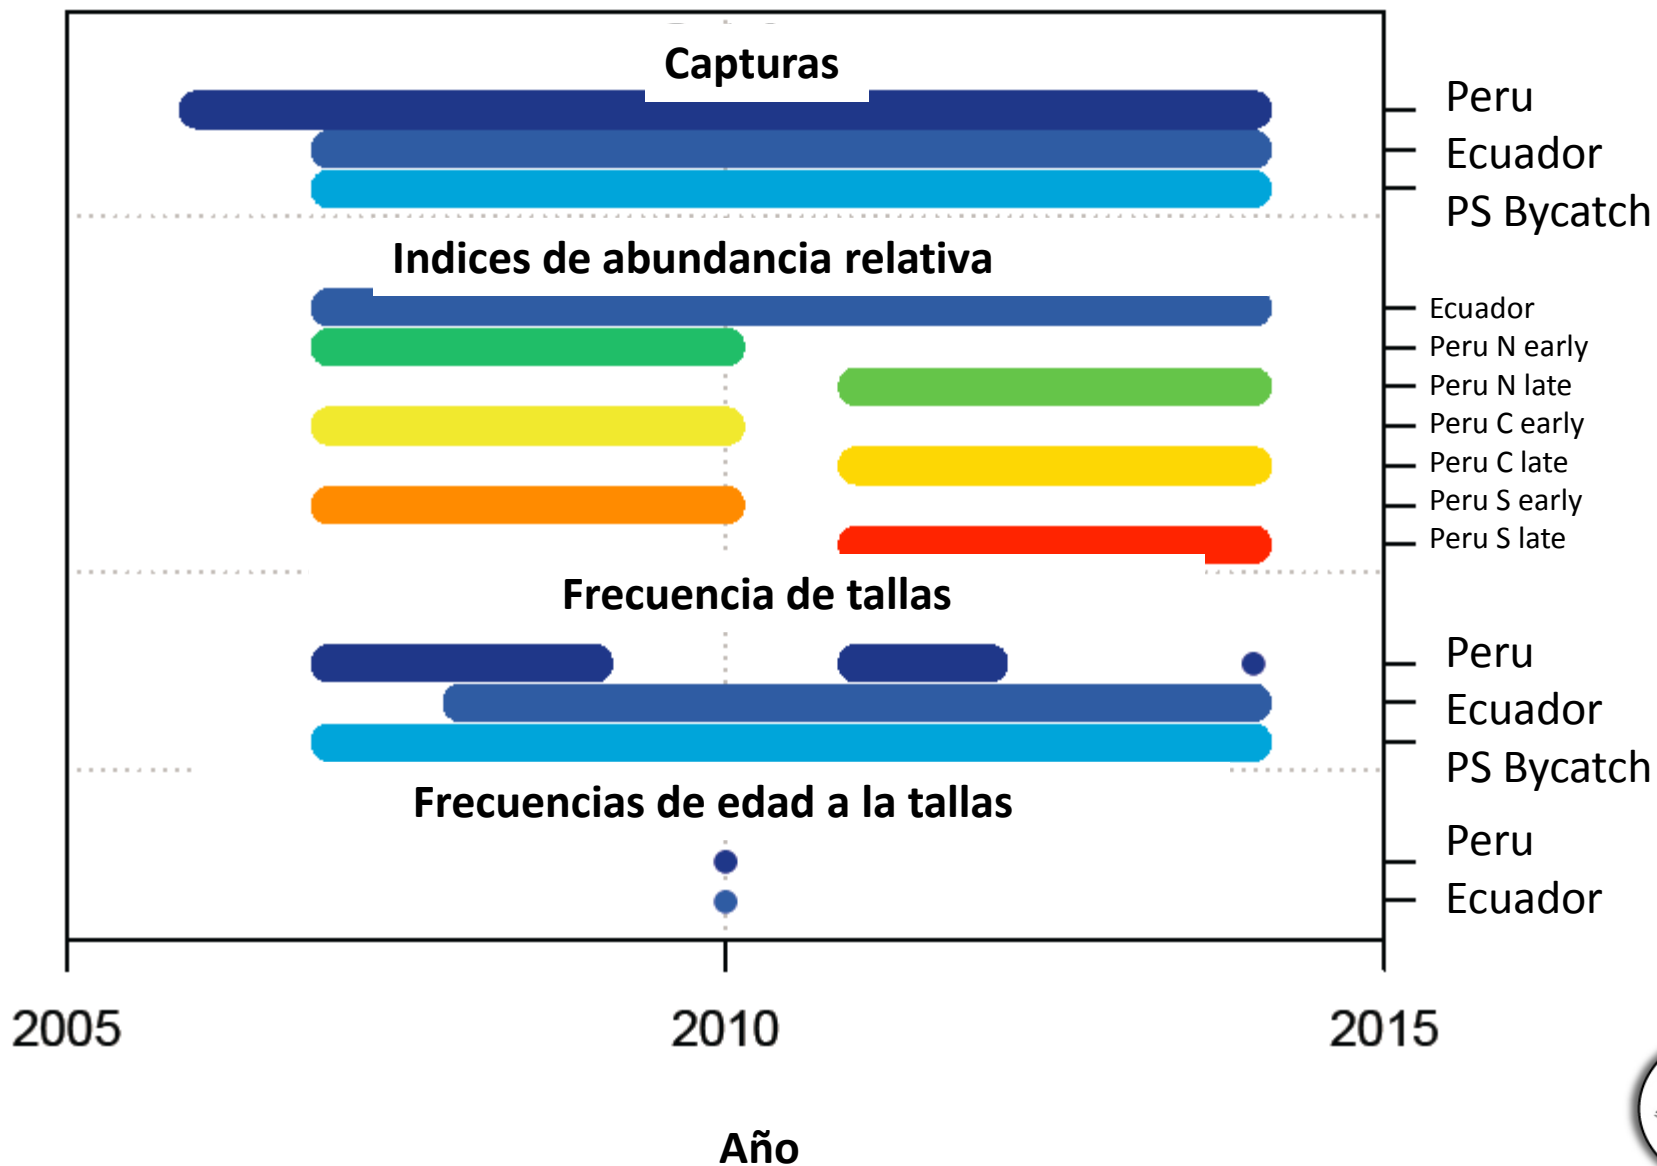 Capturas
Peru
Ecuador
PS Bycatch
Indices de abundancia relativa
Ecuador
Peru N early
Peru N late
Peru C early
Peru C late
Peru S early
Peru S late
Frecuencia de tallas
Peru
Ecuador
PS Bycatch
Frecuencias de edad a la tallas
Peru
Ecuador
2005 2010 2015
Año